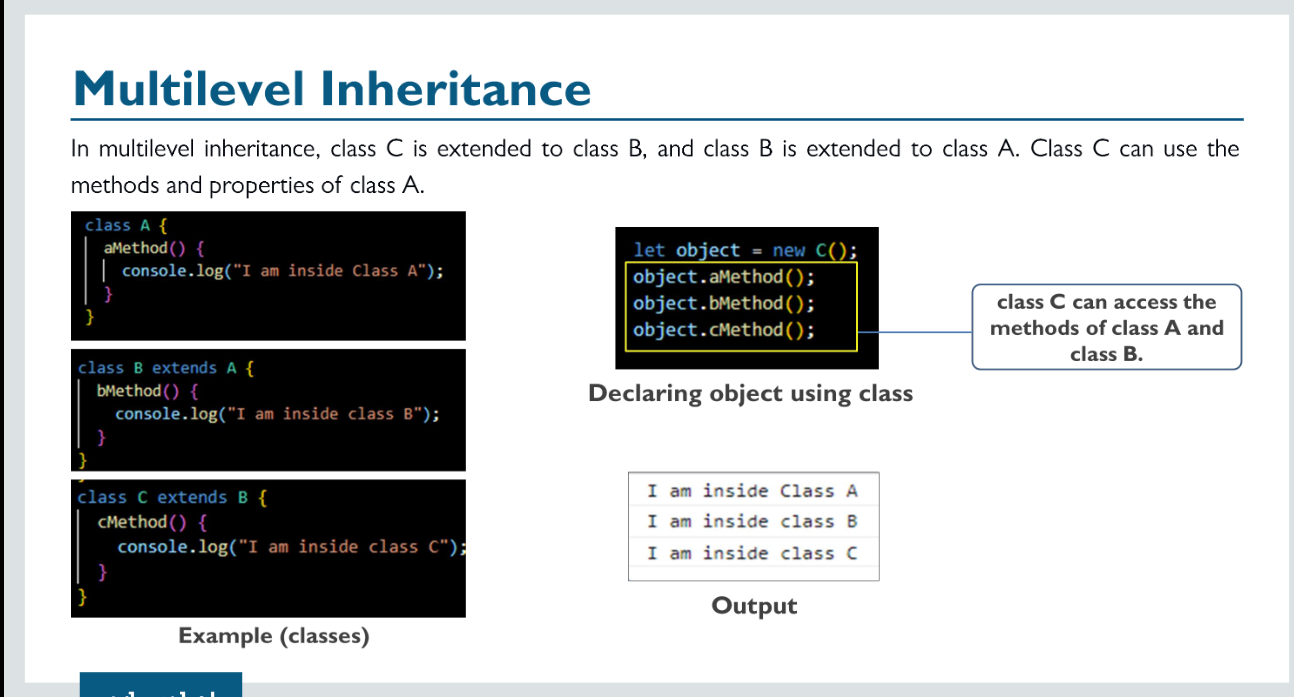 Multilevel Inheritance
In multilevel inheritance, class C is extended to class B, and class B is extended to class A. Class C can use the
methods and properties of class A.
class A {
aMethod() {
console.log("I am inside Class A");
}
}
class B extends A {
bMethod() {
console.log("I am inside class B");
}
}
class C extends B {
cMethod() {
console.log("I am inside class C");
}
}
Example (classes)
let object = new C();
object.aMethod();
object.bMethod();
object.cMethod();
Declaring object using class
class C can access the
methods of class A and
class B.
I am inside Class A
I am inside class B
I am inside class C
Output